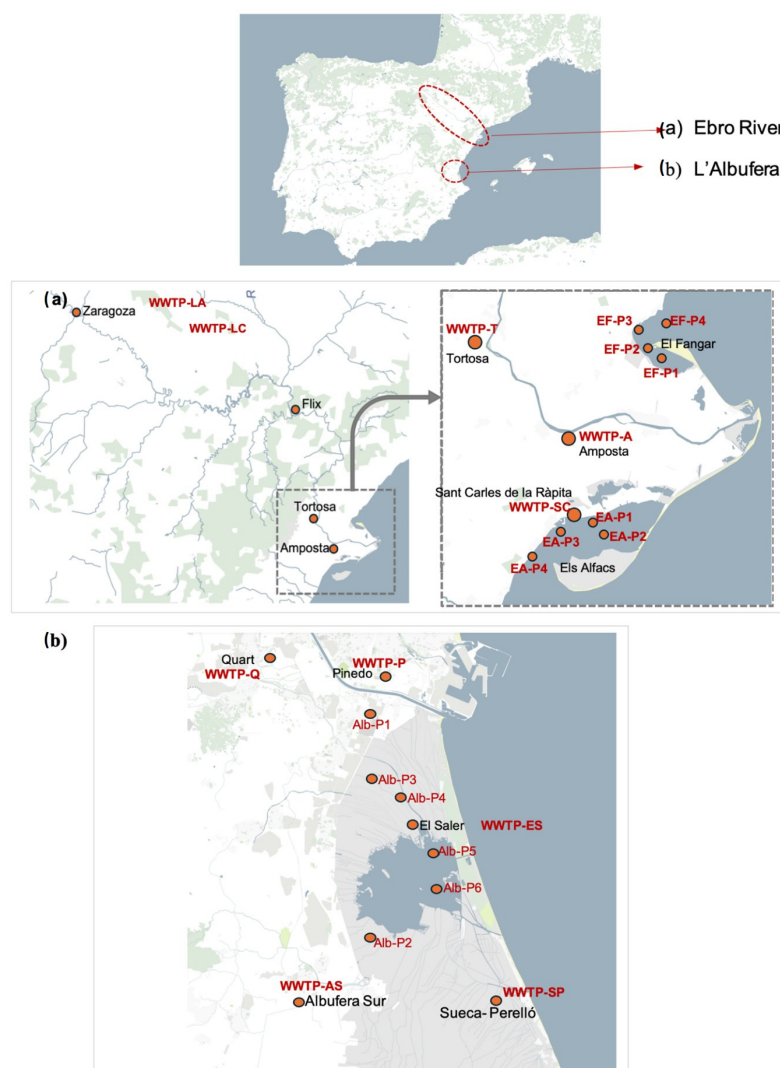 (a) Ebro River
(b) L'Albufera
(a)
WWTP-LA
R
Zaragoza
WWTP-LC
Flix
Tortosa
Amposta
WWTP-T
Tortosa
EF-P3
EF-P4
EF-P2
El Fangar
EF-P1
WWTP-A
Amposta
Sant Carles de la Ràpita
WWTP-SC
EA-P1
EA-P3
EA-P2
EA-P4
Els Alfacs
(b)
Quart
WWTP-Q
WWTP-P
Pinedo
Alb-P1
Alb-P3
Alb-P4
El Saler
WWTP-ES
Alb-P5
Alb-P6
Alb-P2
WWTP-AS
Albufera Sur
WWTP-SP
Sueca- Perelló